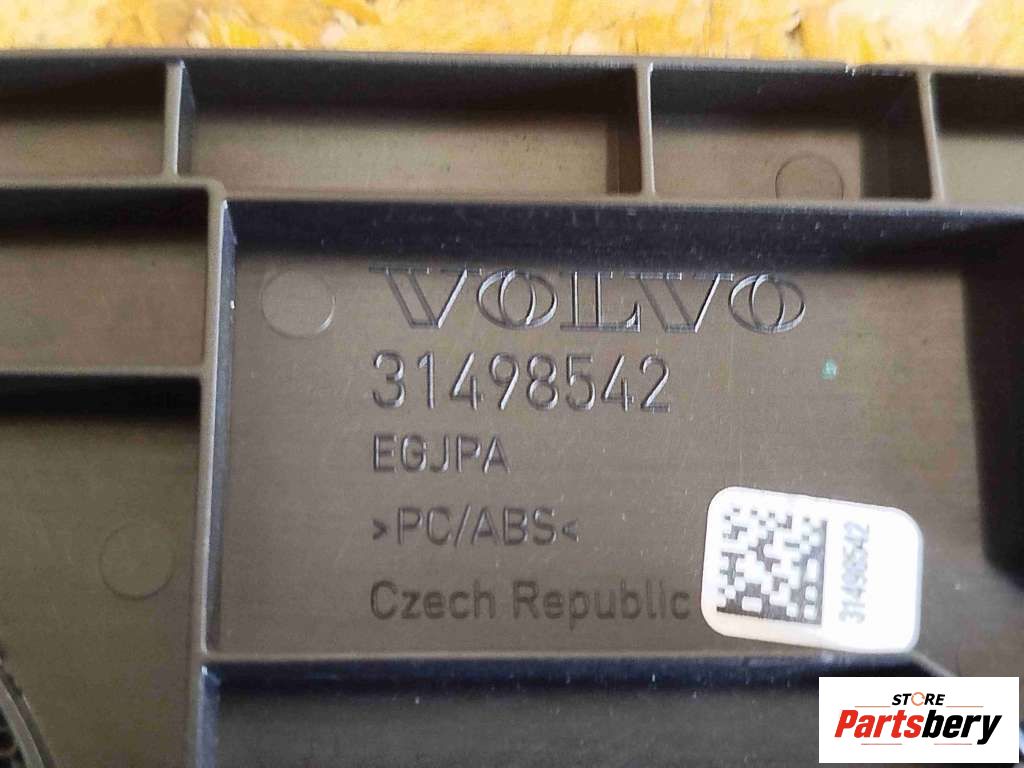 VOLVO
31498542
EGJPA
>PC/ABS<
Czech Republic
31498542
STORE
Partsbery